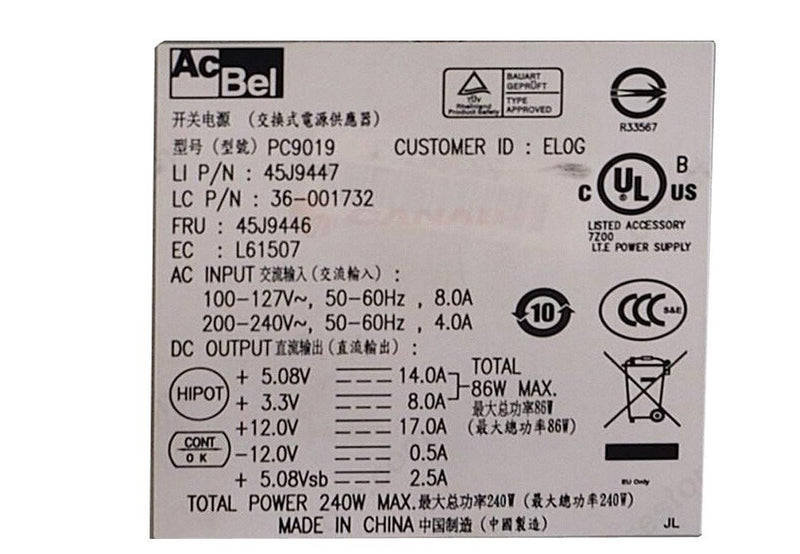 AcBel
TÜV
Rheinland
Product Safety
BAUART
GEPRÜFT
TYPE
APPROVED
R33567
开关电源 (交換式電源供應器)
型号 (型號) PC9019 CUSTOMER ID : ELOG
LI P/N : 45J9447
LC P/N : 36-001732
FRU : 45J9446
EC : L61507
C UL US B
LISTED ACCESSORY
7Z00
I.T.E POWER SUPPLY
AC INPUT 交流输入 (交流輸入) :
100-127V~, 50-60Hz , 8.0A
200-240V~, 50-60Hz , 4.0A
10
CCC S&E
DC OUTPUT 直流输出 (直流輸出) :
HIPOT
CONT
OK
+ 5.08V 14.0A
+ 3.3V 8.0A
TOTAL
86W MAX.
最大总功率86W
(最大總功率86W)
+12.0V 17.0A
-12.0V 0.5A
+ 5.08Vsb 2.5A
EU Only
TOTAL POWER 240W MAX.最大总功率240W (最大總功率240W)
MADE IN CHINA 中国制造 (中國製造)
JL